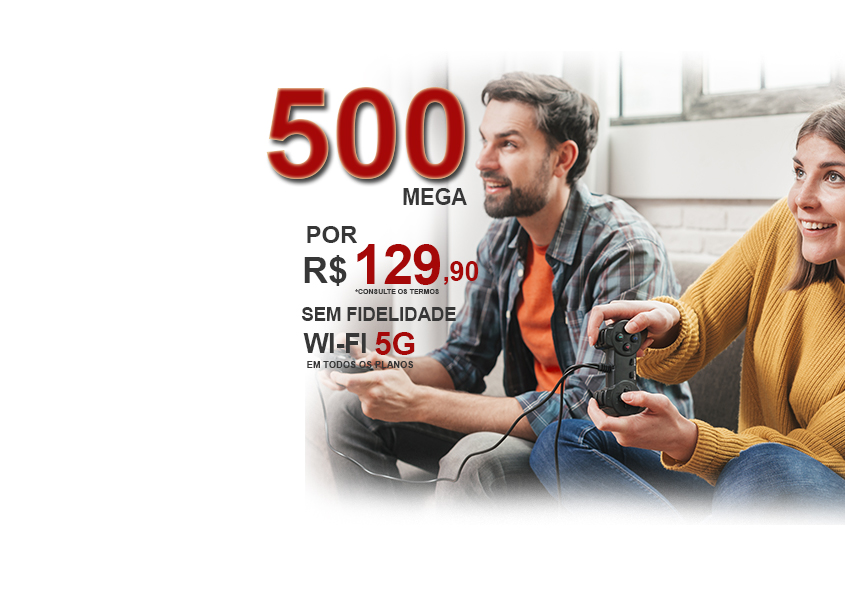 500
MEGA
POR
R$ 129,90
*CONSULTE OS TERMOS
SEM FIDELIDADE
WI-FI 5G
EM TODOS OS PLANOS